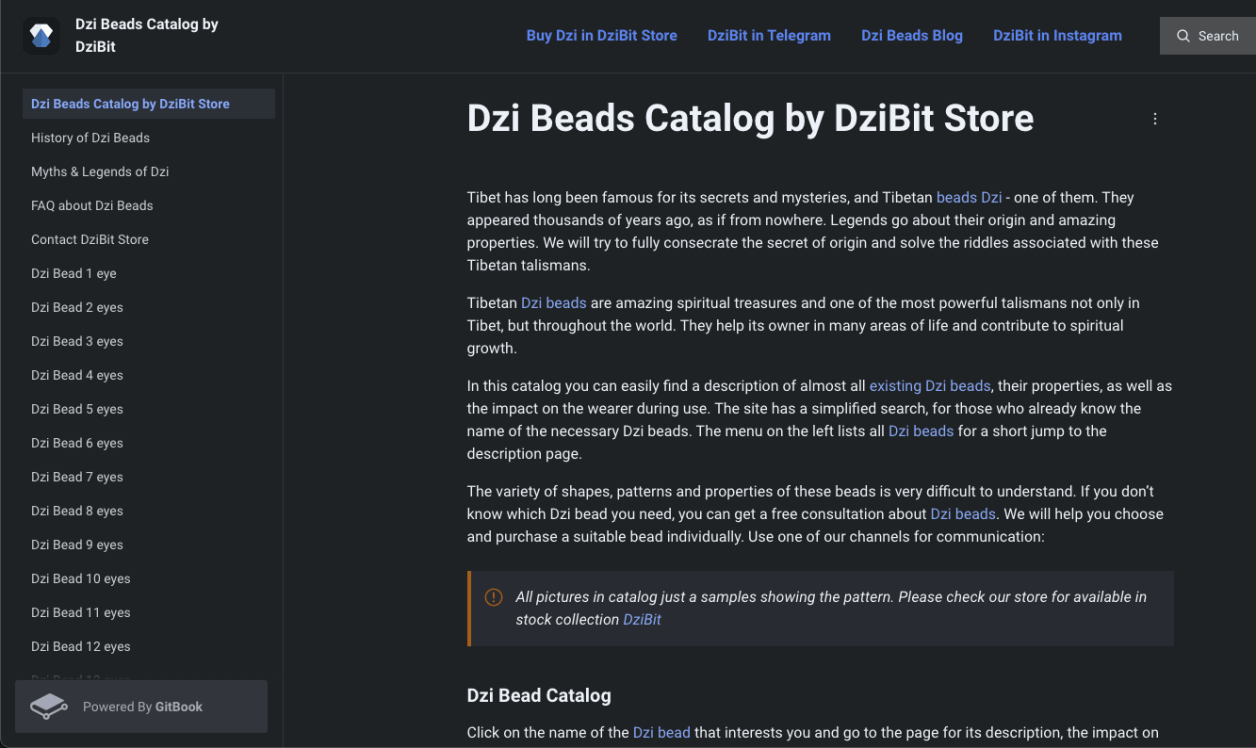 Dzi Beads Catalog by
DziBit
Buy Dzi in DziBit Store
DziBit in Telegram
Dzi Beads Blog
DziBit in Instagram
Search
Dzi Beads Catalog by DziBit Store
History of Dzi Beads
Myths & Legends of Dzi
FAQ about Dzi Beads
Contact DziBit Store
Dzi Bead 1 eye
Dzi Bead 2 eyes
Dzi Bead 3 eyes
Dzi Bead 4 eyes
Dzi Bead 5 eyes
Dzi Bead 6 eyes
Dzi Bead 7 eyes
Dzi Bead 8 eyes
Dzi Bead 9 eyes
Dzi Bead 10 eyes
Dzi Bead 11 eyes
Dzi Bead 12 eyes
Powered By GitBook
Dzi Beads Catalog by DziBit Store
Tibet has long been famous for its secrets and mysteries, and Tibetan beads Dzi - one of them. They
appeared thousands of years ago, as if from nowhere. Legends go about their origin and amazing
properties. We will try to fully consecrate the secret of origin and solve the riddles associated with these
Tibetan talismans.
Tibetan Dzi beads are amazing spiritual treasures and one of the most powerful talismans not only in
Tibet, but throughout the world. They help its owner in many areas of life and contribute to spiritual
growth.
In this catalog you can easily find a description of almost all existing Dzi beads, their properties, as well as
the impact on the wearer during use. The site has a simplified search, for those who already know the
name of the necessary Dzi beads. The menu on the left lists all Dzi beads for a short jump to the
description page.
The variety of shapes, patterns and properties of these beads is very difficult to understand. If you don’t
know which Dzi bead you need, you can get a free consultation about Dzi beads. We will help you choose
and purchase a suitable bead individually. Use one of our channels for communication:
All pictures in catalog just a samples showing the pattern. Please check our store for available in
stock collection DziBit
Dzi Bead Catalog
Click on the name of the Dzi bead that interests you and go to the page for its description, the impact on